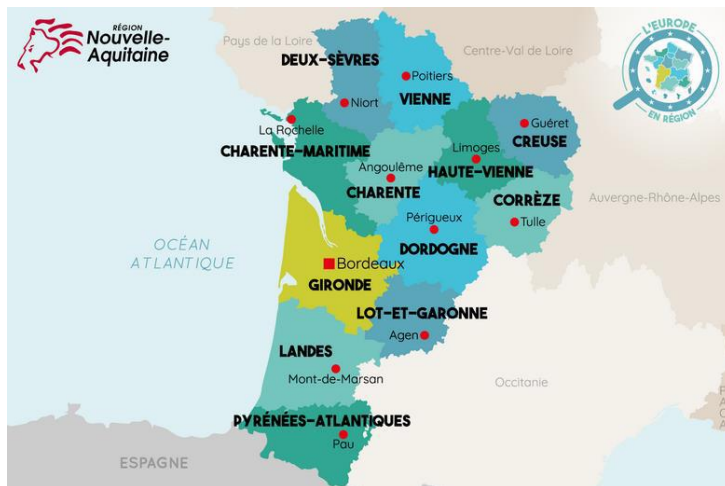 RÉGION
Nouvelle-
Aquitaine
Pays de la Loire
Centre-Val de Loire
L'EUROPE
EN RÉGION
DEUX-SÈVRES
Poitiers
VIENNE
Niort
La Rochelle
CHARENTE-MARITIME
Guéret
CREUSE
Limoges
HAUTE-VIENNE
Angoulême
CHARENTE
CORRÈZE
Auvergne-Rhône-Alpes
Périgueux
Tulle
DORDOGNE
OCÉAN
ATLANTIQUE
Bordeaux
GIRONDE
LOT-ET-GARONNE
Agen
LANDES
Mont-de-Marsan
Occitanie
PYRÉNÉES-ATLANTIQUES
Pau
ESPAGNE